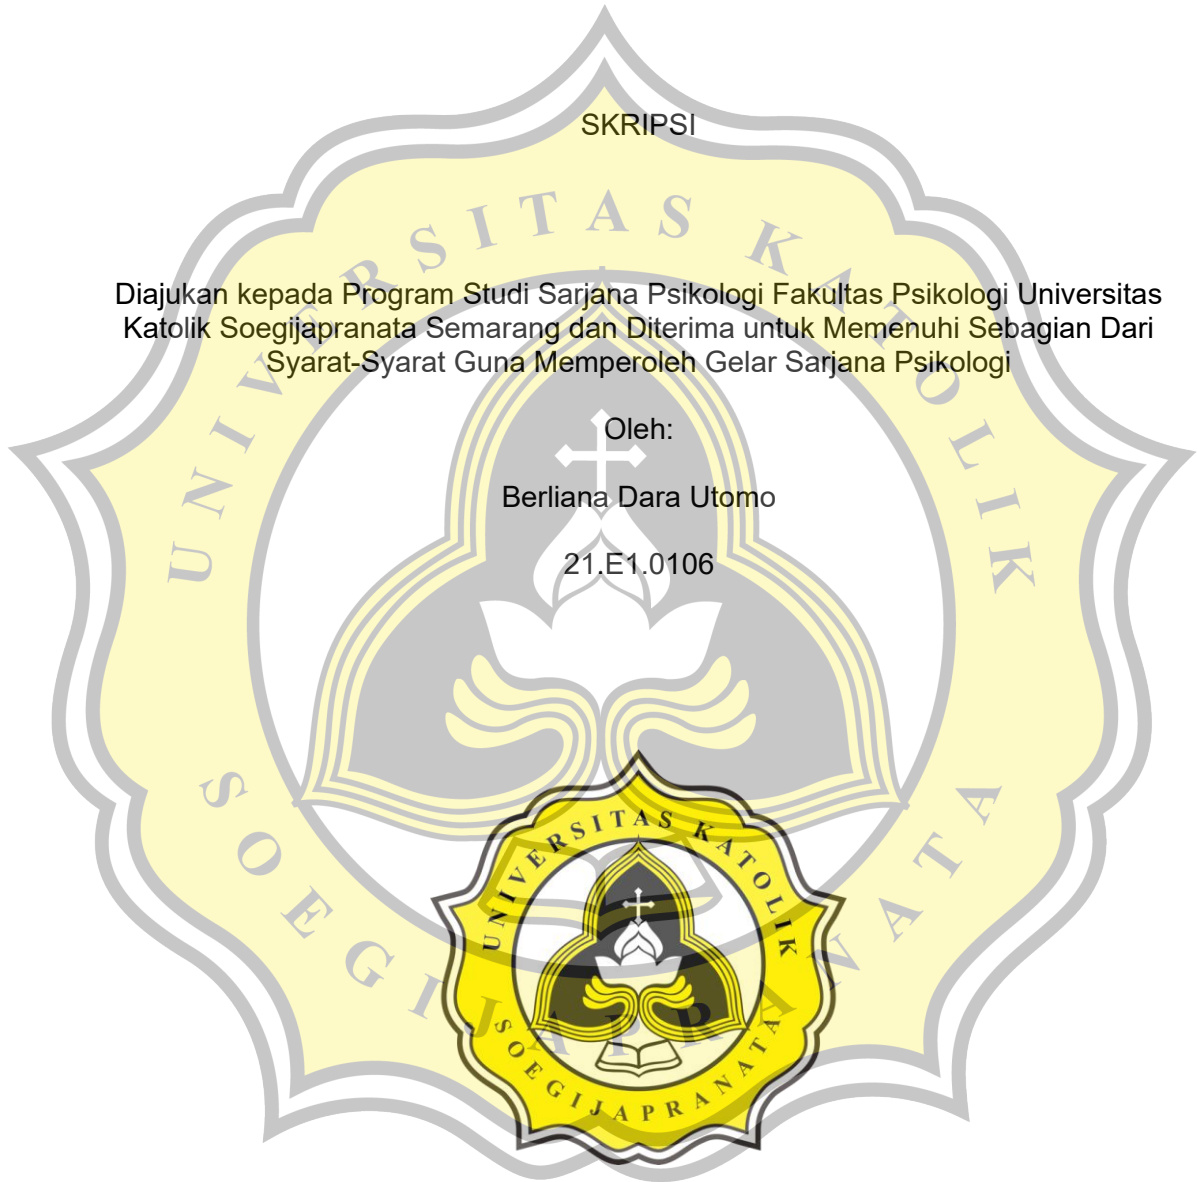 SKRIPSI
Diajukan kepada Program Studi Sarjana Psikologi Fakultas Psikologi Universitas
Katolik Soegijapranata Semarang dan Diterima untuk Memenuhi Sebagian Dari
Syarat-Syarat Guna Memperoleh Gelar Sarjana Psikologi
Oleh:
Berliana Dara Utomo
21.E1.0106
UNIVERSITAS KATOLIK
SOEGIJAPRANATA
UNIVERSITAS KATOLIK
SOEGIJAPRANATA